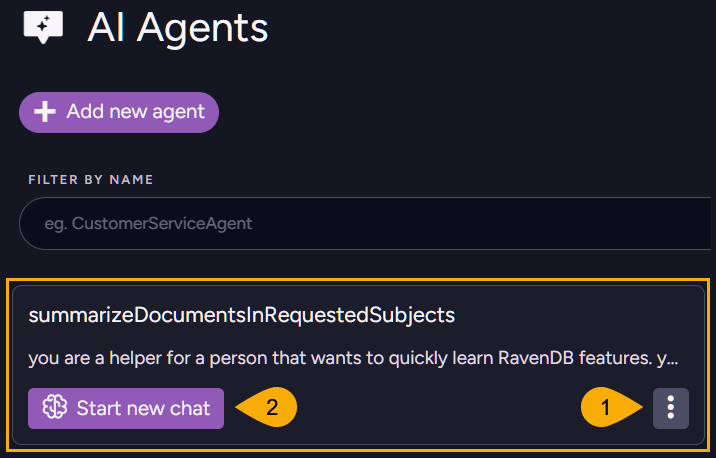 AI Agents
Add new agent
FILTER BY NAME
eg. CustomerServiceAgent
summarizeDocumentsInRequestedSubjects
you are a helper for a person that wants to quickly learn RavenDB features. y...
Start new chat 2 1